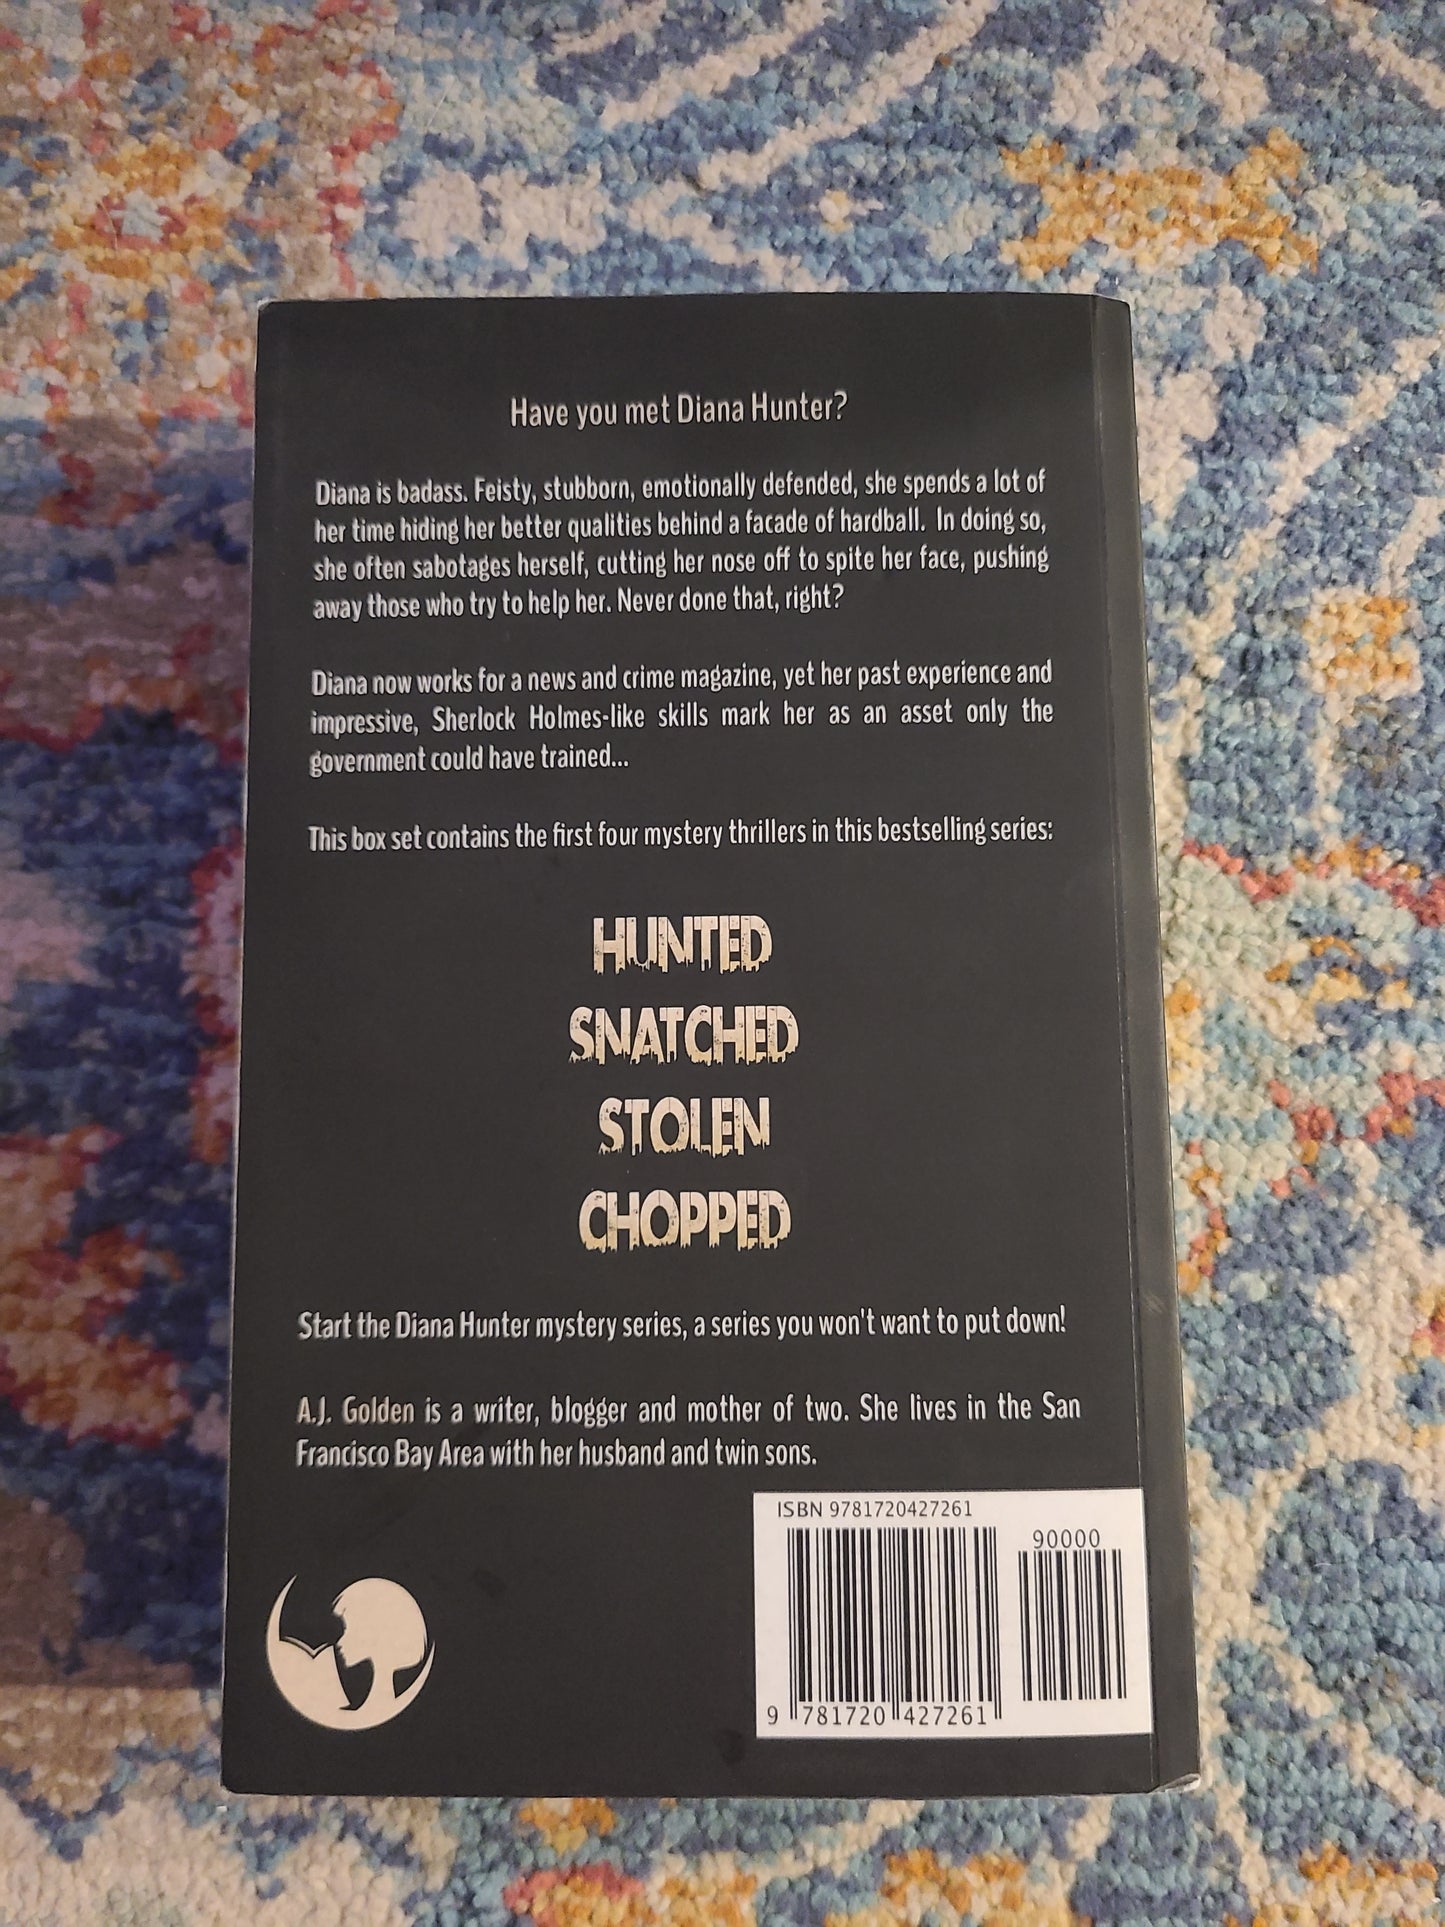 Have you met Diana Hunter?
Diana is badass. Feisty, stubborn, emotionally defended, she spends a lot of
her time hiding her better qualities behind a facade of hardball. In doing so,
she often sabotages herself, cutting her nose off to spite her face, pushing
away those who try to help her. Never done that, right?
Diana now works for a news and crime magazine, yet her past experience and
impressive, Sherlock Holmes-like skills mark her as an asset only the
government could have trained...
This box set contains the first four mystery thrillers in this bestselling series:
HUNTED
SNATCHED
STOLEN
CHOPPED
Start the Diana Hunter mystery series, a series you won't want to put down!
A.J. Golden is a writer, blogger and mother of two. She lives in the San
Francisco Bay Area with her husband and twin sons.
ISBN 9781720427261
90000
9 781720 427261